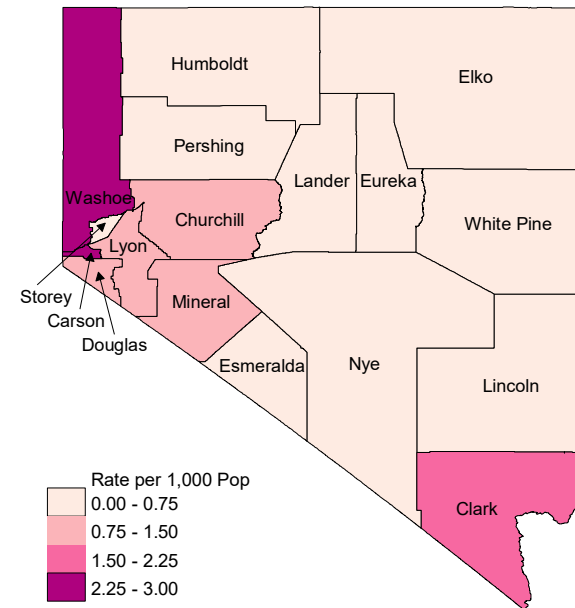 Humboldt
Elko
Pershing
Lander
Eureka
Washoe
Churchill
White Pine
Lyon
Storey
Mineral
Carson
Douglas
Esmeralda
Nye
Lincoln
Rate per 1,000 Pop
0.00 - 0.75
0.75 - 1.50
1.50 - 2.25
2.25 - 3.00
Clark